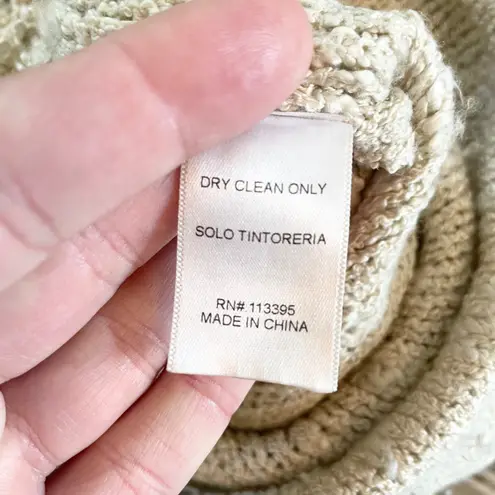 DRY CLEAN ONLY
SOLO TINTORERIA
RN# 113395
MADE IN CHINA